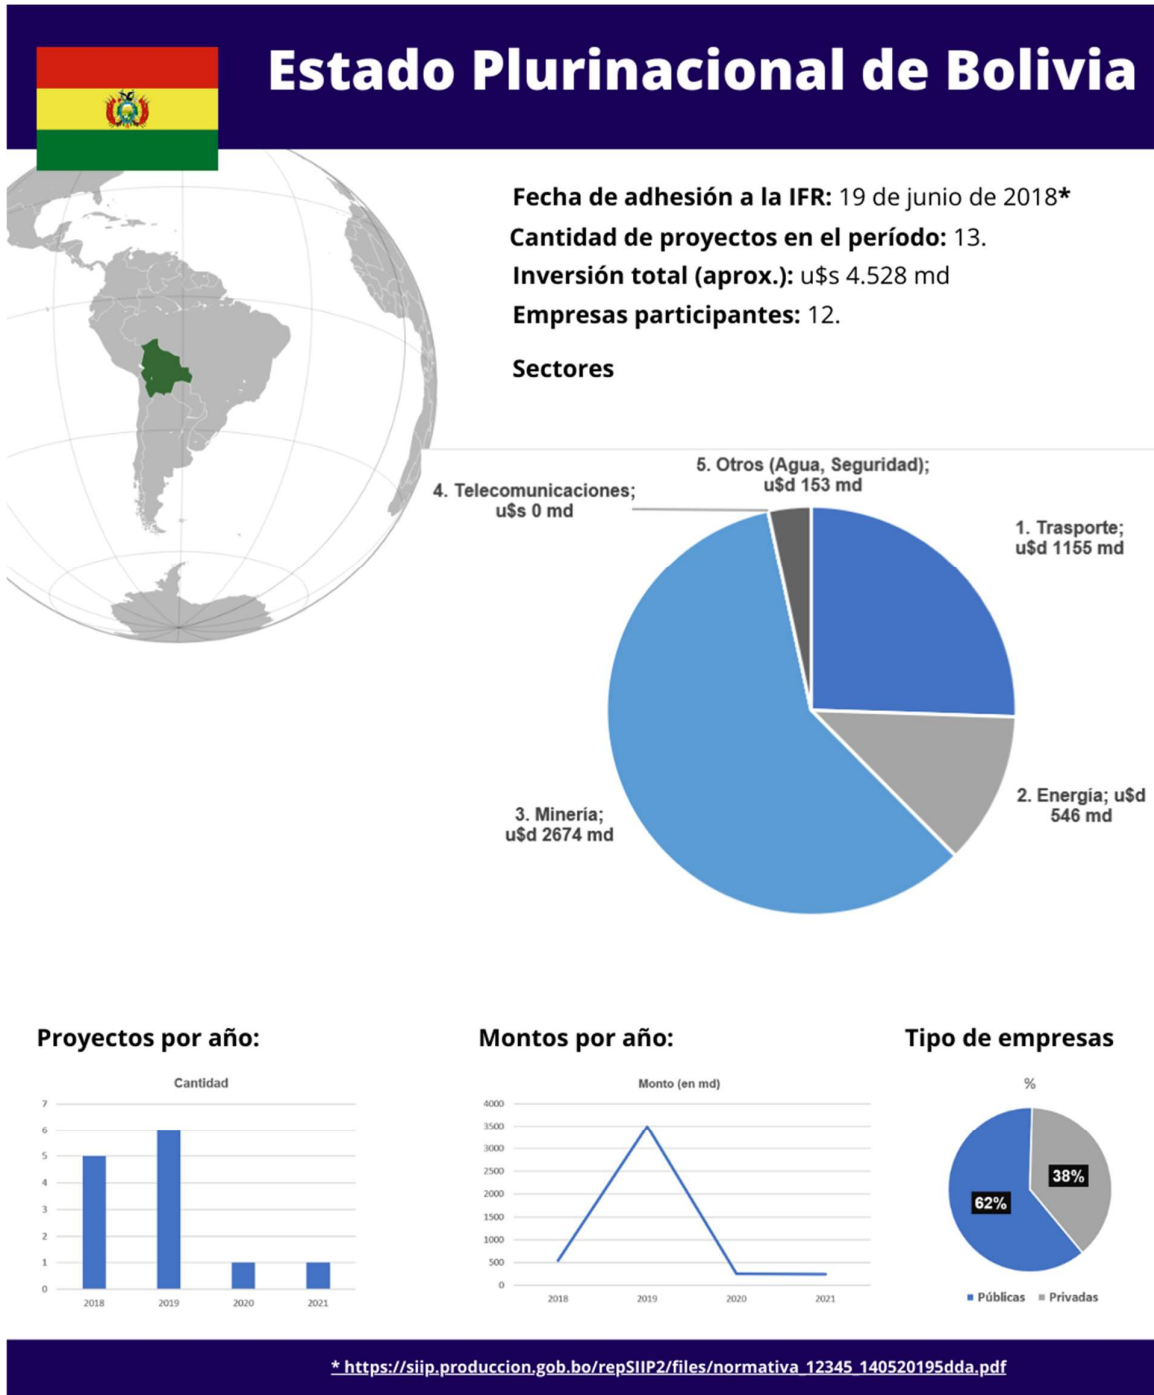 Estado Plurinacional de Bolivia
Fecha de adhesión a la IFR: 19 de junio de 2018*
Cantidad de proyectos en el período: 13.
Inversión total (aprox.): u$s 4.528 md
Empresas participantes: 12.
Sectores
5. Otros (Agua, Seguridad);
u$d 153 md
4. Telecomunicaciones;
u$s 0 md
1. Trasporte;
u$d 1155 md
2. Energía; u$d
546 md
3. Minería;
u$d 2674 md
Proyectos por año:
Cantidad
7
6
5
4
3
2
1
0
2018 2019 2020 2021
Montos por año:
Monto (en md)
4000
3500
3000
2500
2000
1500
1000
500
0
2018 2019 2020 2021
Tipo de empresas
%
38%
62%
Públicas Privadas
* https://siip.produccion.gob.bo/repSIIP2/files/normativa_12345_140520195dda.pdf